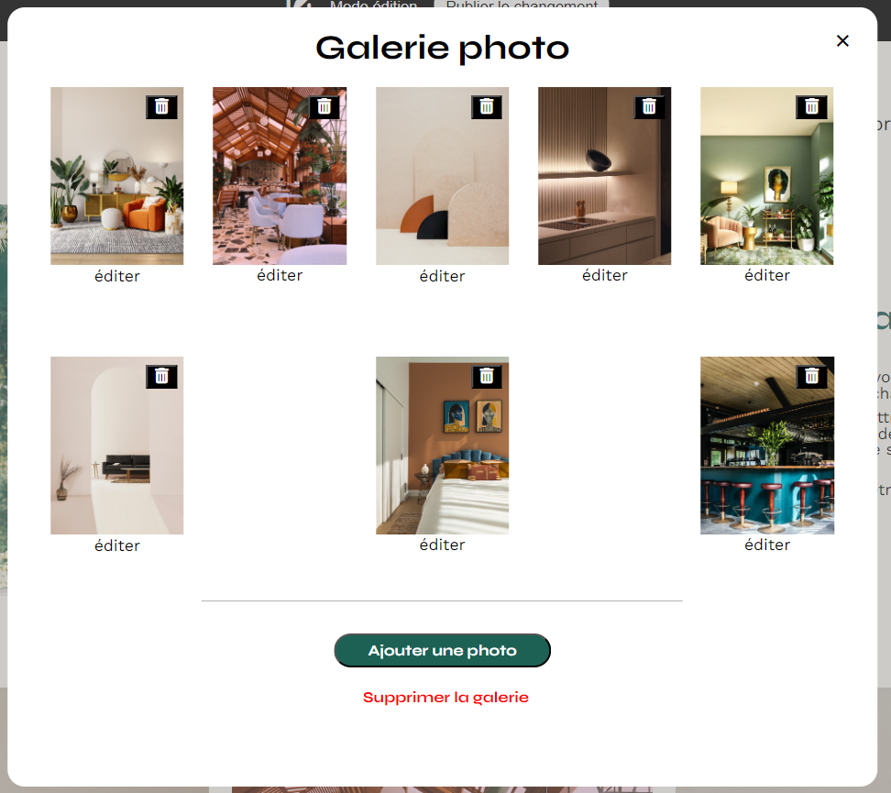 Mode édition
Publier le changement
Galerie photo
éditer
éditer
éditer
éditer
éditer
éditer
éditer
éditer
Ajouter une photo
Supprimer la galerie